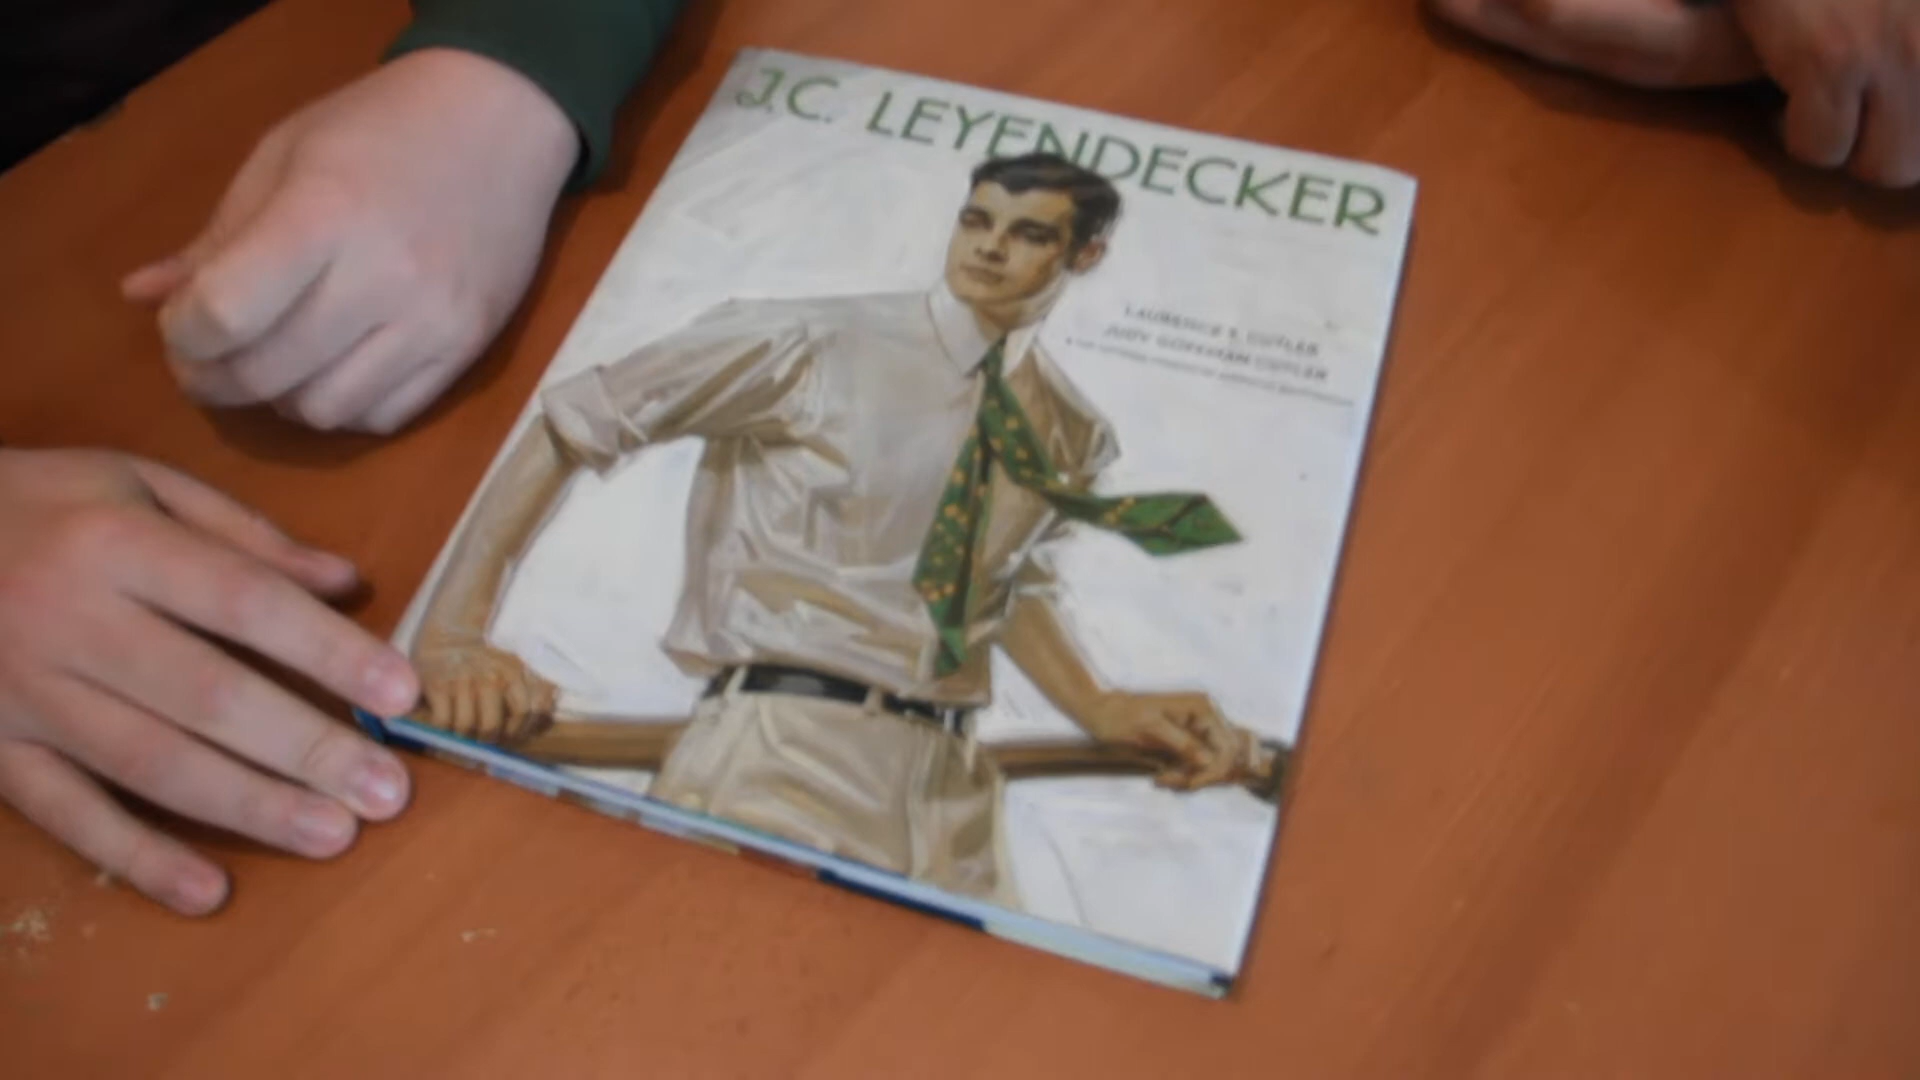 J.C. LEYENDECKER
LAURENCE S. CUTLER
JUDY GOFFMAN CUTLER